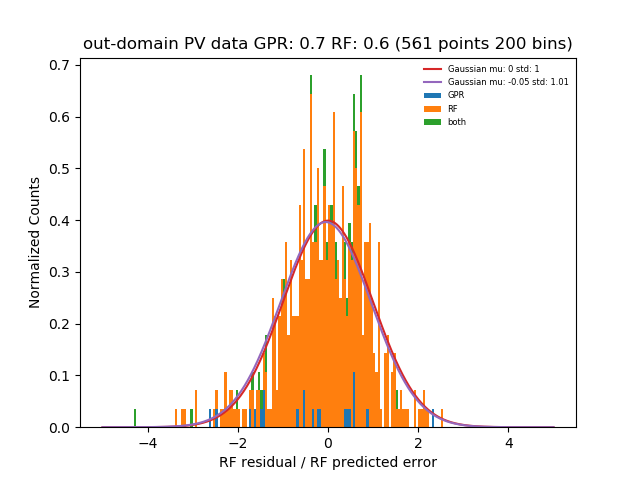 out-domain PV data GPR: 0.7 RF: 0.6 (561 points 200 bins)
Gaussian mu: 0 std: 1
Gaussian mu: -0.05 std: 1.01
GPR
RF
both
Normalized Counts
0.7
0.6
0.5
0.4
0.3
0.2
0.1
0.0
−4
−2
0
2
4
RF residual / RF predicted error